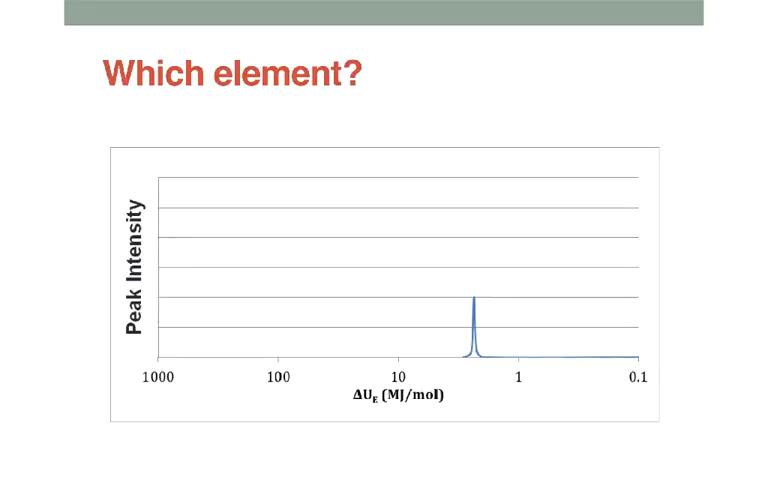 Which element?
Peak Intensity
1000 100 10 1 0.1
ΔU_E (MJ/mol)